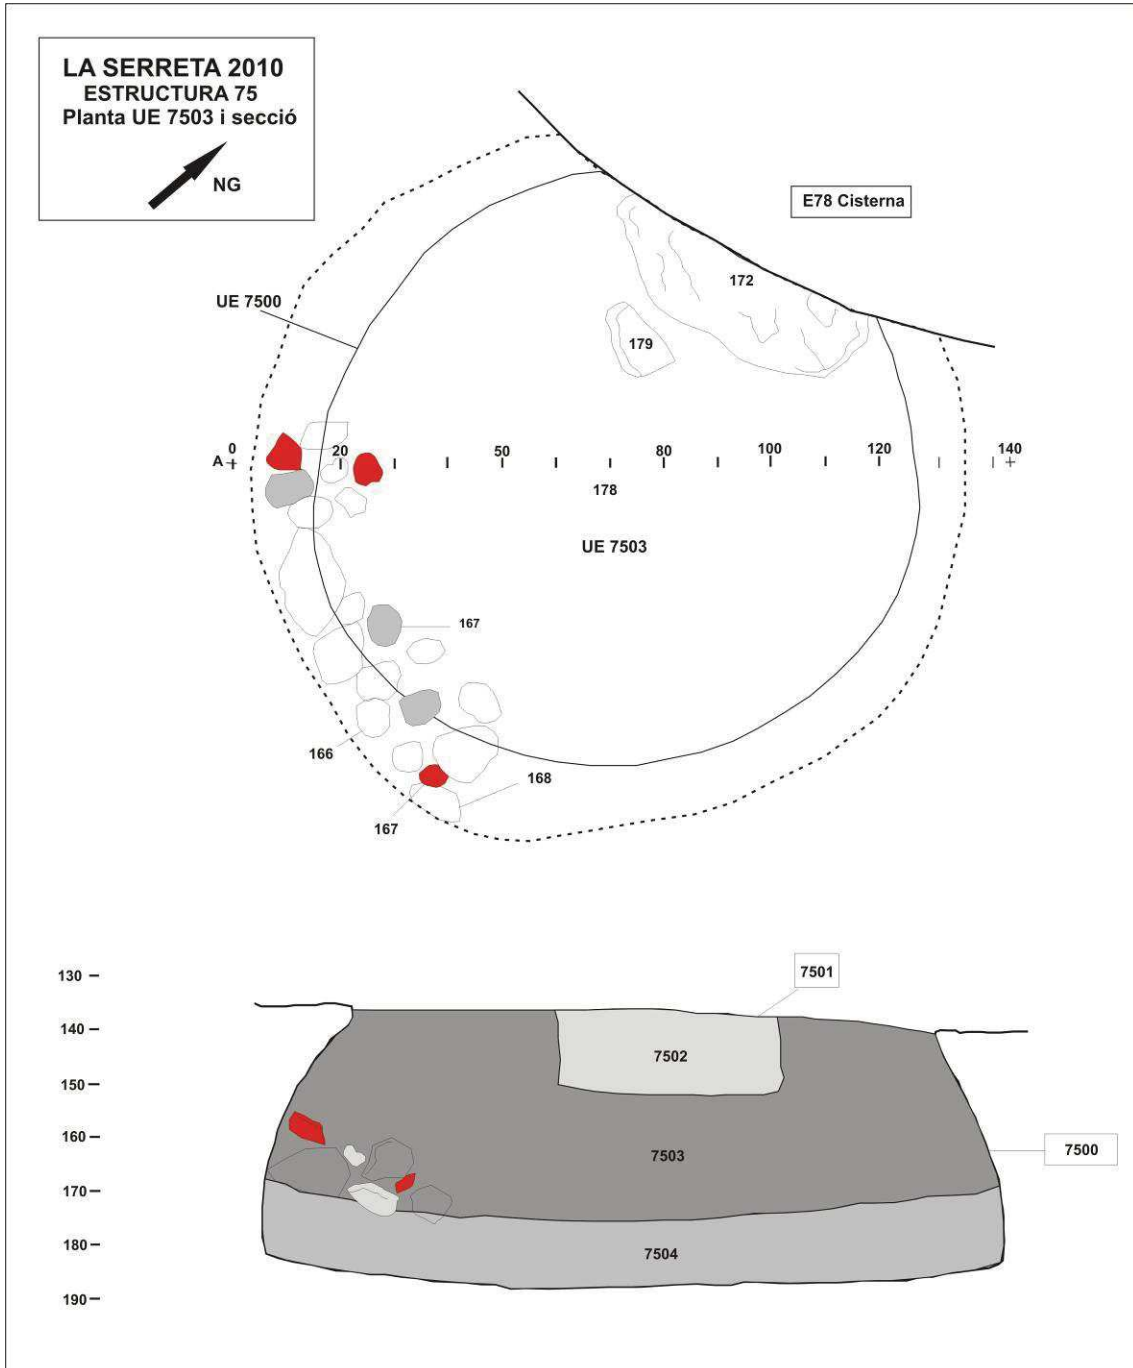 LA SERRETA 2010
ESTRUCTURA 75
Planta UE 7503 i secció
NG
E78 Cisterna
172
UE 7500
179
A 0 20 50 80 100 120 140
178
UE 7503
167
166
168
167
130
7501
140
7502
150
160
7503
7500
170
180
7504
190